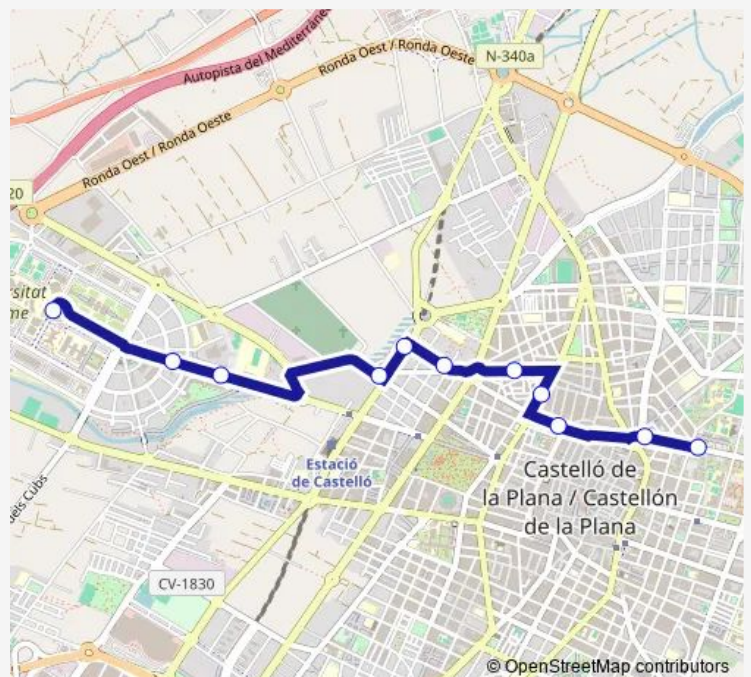 N-340a
Ronda Oest / Ronda Oeste
Autopista del Mediterráne
Ronda Oest / Ronda Oeste
20
rsitat
me
Estació
de Castelló
Castelló de
la Plana / Castellón
de la Plana
dels Cubs
CV-1830
© OpenStreetMap contributors